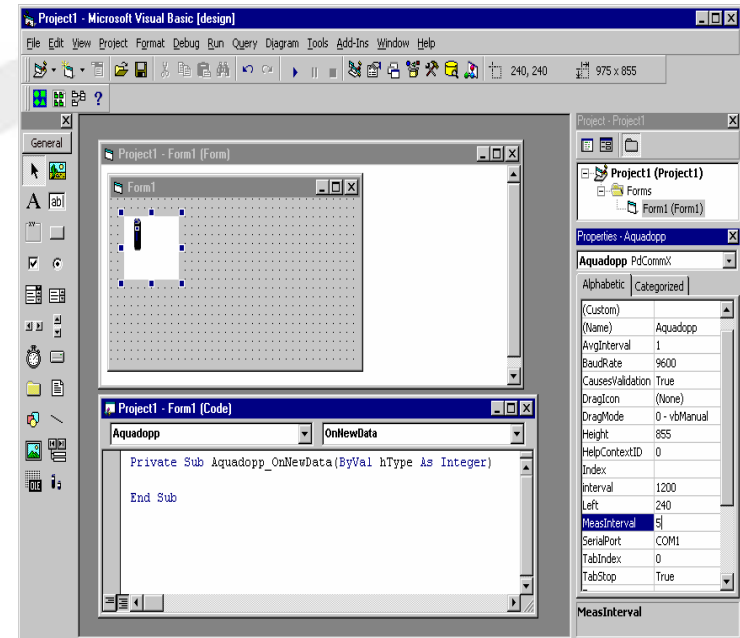 Project1 - Microsoft Visual Basic [design]
File Edit View Project Format Debug Run Query Diagram Tools Add-Ins Window Help
240, 240 975 x 855
?
General
A ab|
xv
OLE
Project1 - Form1 (Form)
Form1
Project1 - Form1 (Code)
Aquadopp OnNewData
Private Sub Aquadopp_OnNewData(ByVal hType As Integer)
End Sub
Project - Project1
Project1 (Project1)
Forms
Form1 (Form1)
Properties - Aquadopp
Aquadopp PdCommX
Alphabetic Categorized
(Custom)
(Name) Aquadopp
AvgInterval 1
BaudRate 9600
CausesValidation True
DragIcon (None)
DragMode 0 - vbManual
Height 855
HelpContextID 0
Index
interval 1200
Left 240
MeasInterval 5
SerialPort COM1
TabIndex 0
TabStop True
MeasInterval